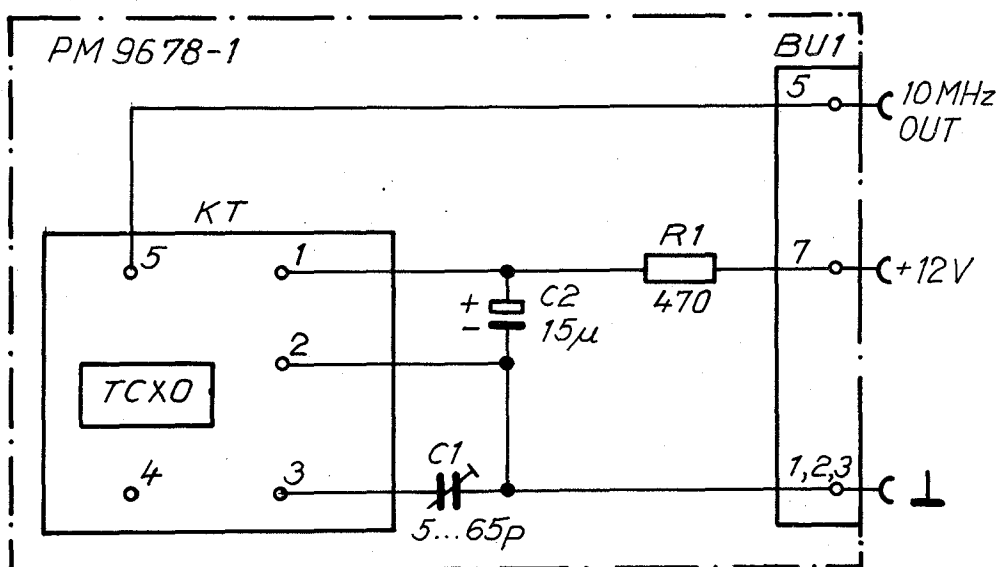 PM 9678-1
BU1
5
10 MHz
OUT
KT
5
1
R1
7
+12V
+
C2
470
-
15µ
2
TCXO
C1
1,2,3
4
3
5...65p